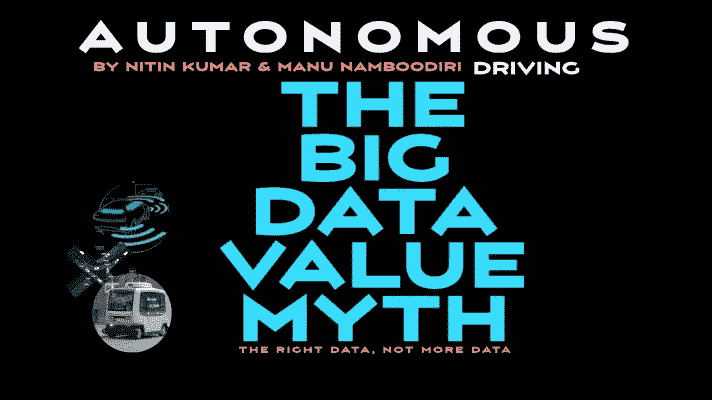 AUTONOMOUS
BY NITIN KUMAR & MANU NAMBOODIRI DRIVING
THE
BIG
DATA
VALUE
MYTH
THE RIGHT DATA, NOT MORE DATA